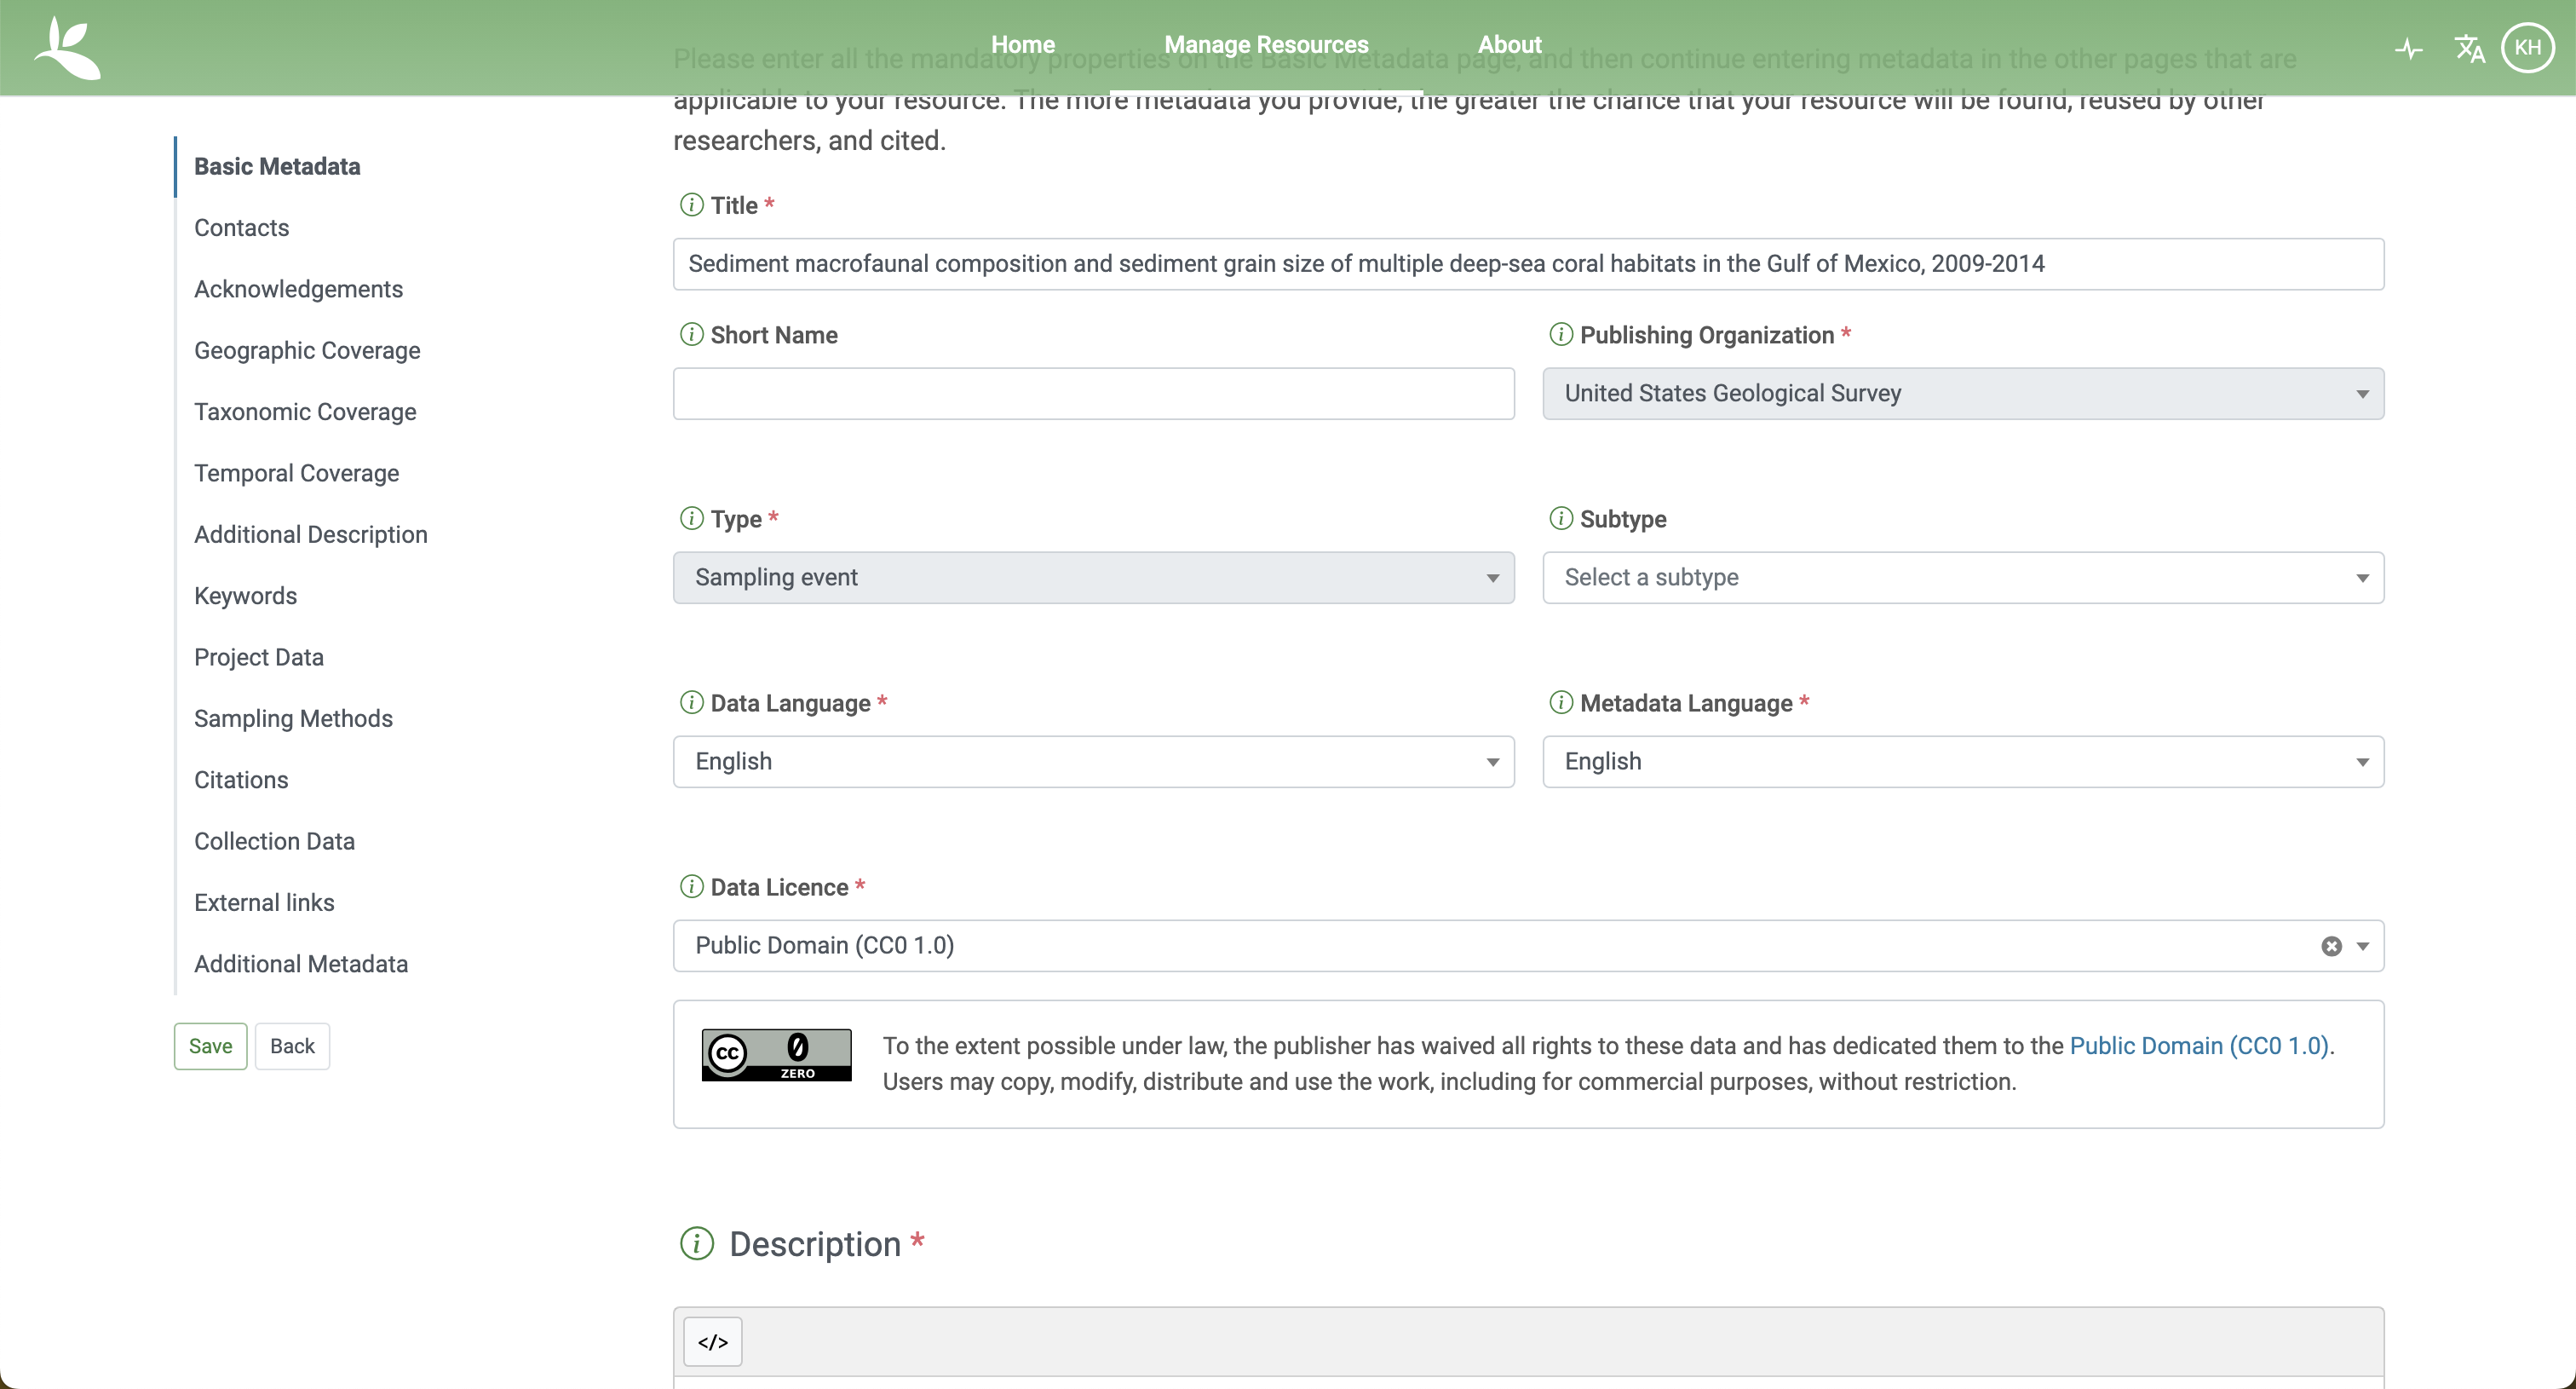 Home
Manage Resources
About
KH
Please enter all the mandatory properties on the Basic Metadata page, and then continue entering metadata in the other pages that are
applicable to your resource. The more metadata you provide, the greater the chance that your resource will be found, reused by other
researchers, and cited.
Basic Metadata
Contacts
Acknowledgements
Geographic Coverage
Taxonomic Coverage
Temporal Coverage
Additional Description
Keywords
Project Data
Sampling Methods
Citations
Collection Data
External links
Additional Metadata
Save
Back
Title *
Sediment macrofaunal composition and sediment grain size of multiple deep-sea coral habitats in the Gulf of Mexico, 2009-2014
Short Name
Publishing Organization *
United States Geological Survey
Type *
Subtype
Sampling event
Select a subtype
Data Language *
Metadata Language *
English
English
Data Licence *
Public Domain (CC0 1.0)
CC 0 ZERO
To the extent possible under law, the publisher has waived all rights to these data and has dedicated them to the Public Domain (CC0 1.0).
Users may copy, modify, distribute and use the work, including for commercial purposes, without restriction.
Description *
</>